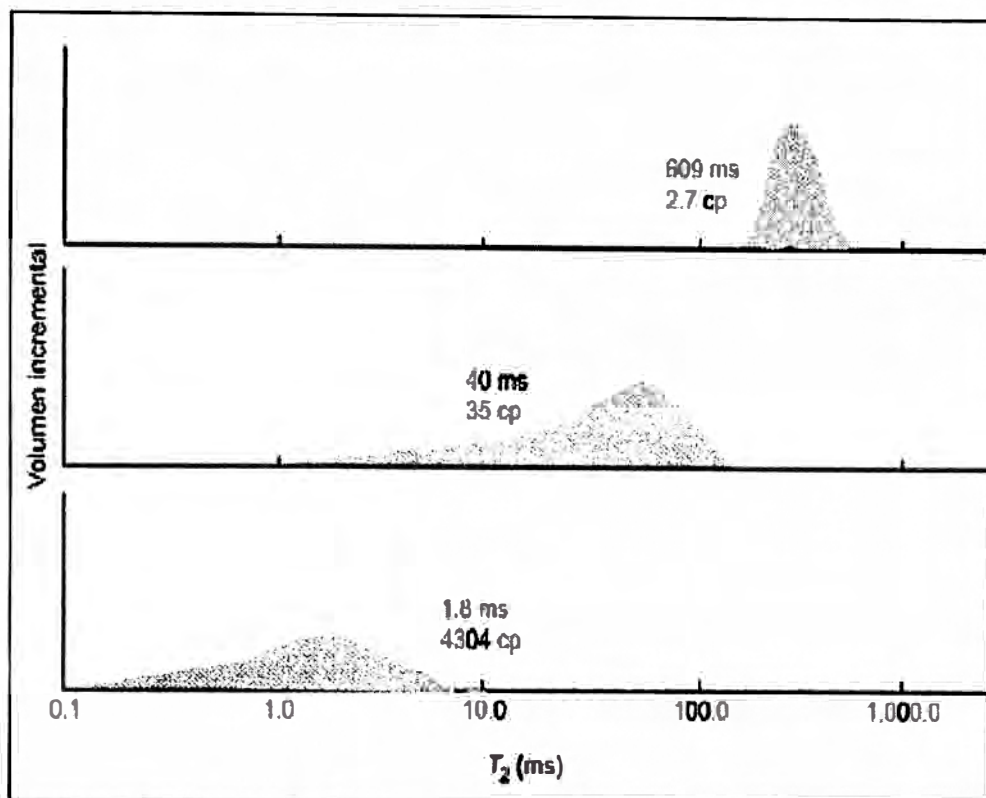 Volumen incremental
609 ms
2.7 cp
40 ms
35 cp
1.8 ms
4304 cp
0.1 1.0 10.0 100.0 1,000.0
T₂ (ms)